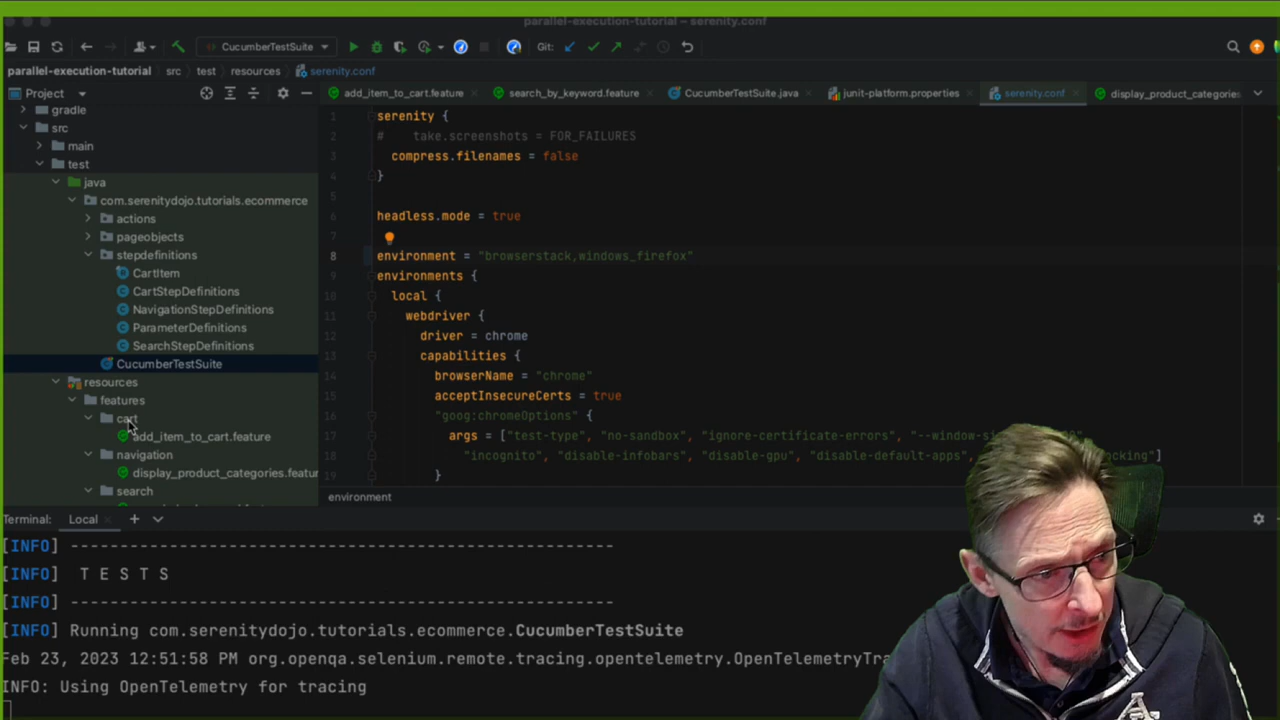 parallel-execution-tutorial – serenity.conf
CucumberTestSuite
Git:
parallel-execution-tutorial src test resources serenity.conf
Project
add_item_to_cart.feature
search_by_keyword.feature
CucumberTestSuite.java
junit-platform.properties
serenity.conf
display_product_categories
gradle
src
main
test
java
com.serenitydojo.tutorials.ecommerce
actions
pageobjects
stepdefinitions
CartItem
CartStepDefinitions
NavigationStepDefinitions
ParameterDefinitions
SearchStepDefinitions
CucumberTestSuite
resources
features
cart
add_item_to_cart.feature
navigation
display_product_categories.featur
search
1 serenity {
2 # take.screenshots = FOR_FAILURES
3 compress.filenames = false
4 }
5
6 headless.mode = true
7
8 environment = "browserstack,windows_firefox"
9 environments {
10 local {
11 webdriver {
12 driver = chrome
13 capabilities {
14 browserName = "chrome"
15 acceptInsecureCerts = true
16 "goog:chromeOptions" {
17 args = ["test-type", "no-sandbox", "ignore-certificate-errors", "--window-si
18 "incognito", "disable-infobars", "disable-gpu", "disable-default-apps",
19 }
environment
Terminal: Local
[INFO] -------------------------------------------------------
[INFO] T E S T S
[INFO] -------------------------------------------------------
[INFO] Running com.serenitydojo.tutorials.ecommerce.CucumberTestSuite
Feb 23, 2023 12:51:58 PM org.openqa.selenium.remote.tracing.opentelemetry.OpenTelemetryTra
INFO: Using OpenTelemetry for tracing